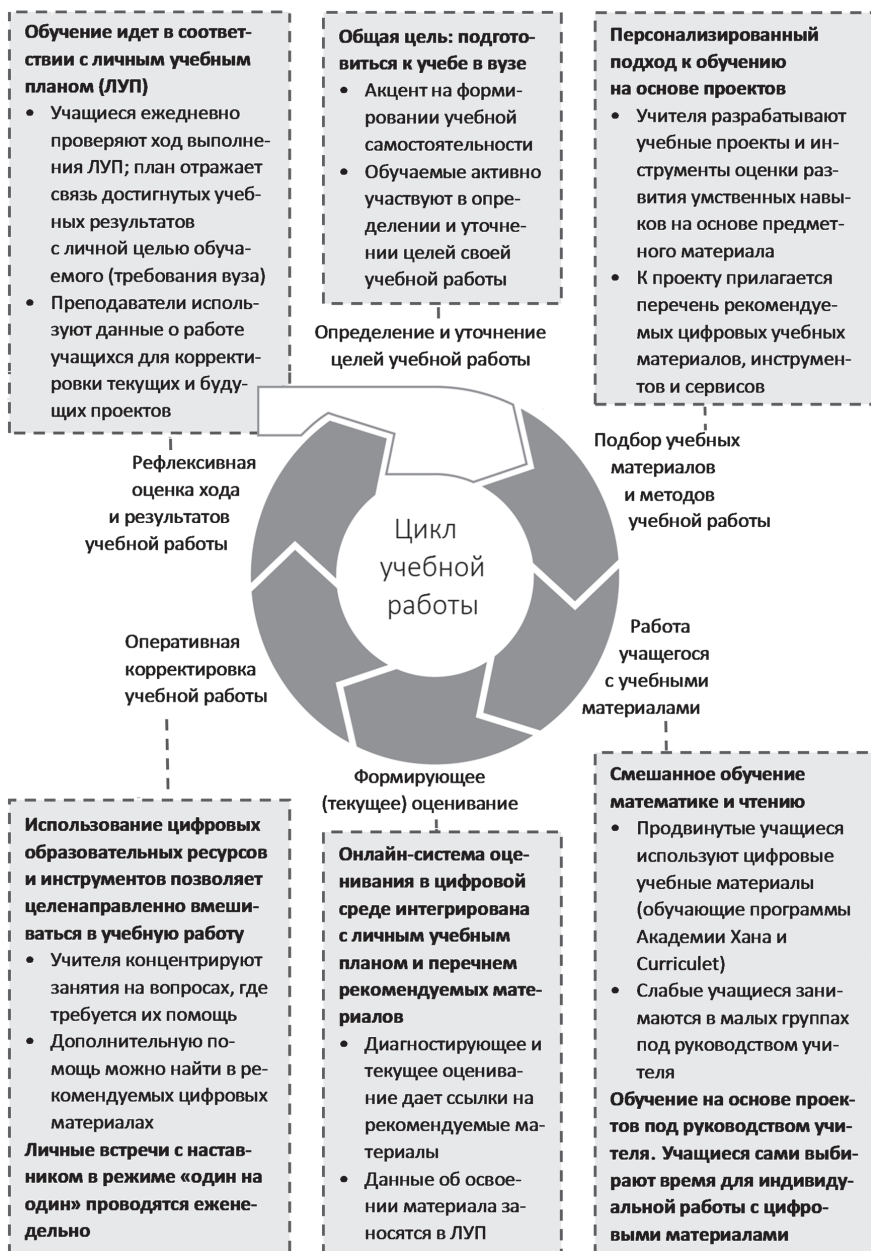 Обучение идет в соответ-
ствии с личным учебным
планом (ЛУП)
• Учащиеся ежедневно
проверяют ход выполне-
ния ЛУП; план отражает
связь достигнутых учеб-
ных результатов
с личной целью обуча-
емого (требования вуза)
• Преподаватели исполь-
зуют данные о работе
учащихся для корректи-
ровки текущих и буду-
щих проектов
Общая цель: подгото-
виться к учебе в вузе
• Акцент на форми-
ровании учебной
самостоятельности
• Обучаемые активно
участвуют в опре-
делении и уточне-
нии целей своей
учебной работы
Персонализированный
подход к обучению
на основе проектов
• Учителя разрабатывают
учебные проекты и ин-
струменты оценки раз-
вития умственных навы-
ков на основе предмет-
ного материала
• К проекту прилагается
перечень рекомендуе-
мых цифровых учебных
материалов, инструмен-
тов и сервисов
Определение и уточнение
целей учебной работы
Рефлексивная
оценка хода
и результатов
учебной работы
Подбор учебных
материалов
и методов
учебной работы
Цикл
учебной
работы
Оперативная
корректировка
учебной работы
Работа
учащегося
с учебными
материалами
Формирующее
(текущее) оценивание
Использование цифровых
образовательных ресурсов
и инструментов позволяет
целенаправленно вмеши-
ваться в учебную работу
• Учителя концентрируют
занятия на вопросах, где
требуется их помощь
• Дополнительную по-
мощь можно найти в ре-
комендуемых цифровых
материалах
Личные встречи с настав-
ником в режиме «один на
один» проводятся ежене-
дельно
Онлайн-система оце-
нивания в цифровой
среде интегрирована
с личным учебным
планом и перечнем
рекомендуемых мате-
риалов
• Диагностирующее и
текущее оценива-
ние дает ссылки на
рекомендуемые ма-
териалы
• Данные об освое-
нии материала за-
носятся в ЛУП
Смешанное обучение
математике и чтению
• Продвинутые учащиеся
используют цифровые
учебные материалы
(обучающие программы
Академии Хана и
Curriculet)
• Слабые учащиеся зани-
маются в малых группах
под руководством учи-
теля
Обучение на основе проек-
тов под руководством учи-
теля. Учащиеся сами выби-
рают время для индивиду-
альной работы с цифро-
выми материалами